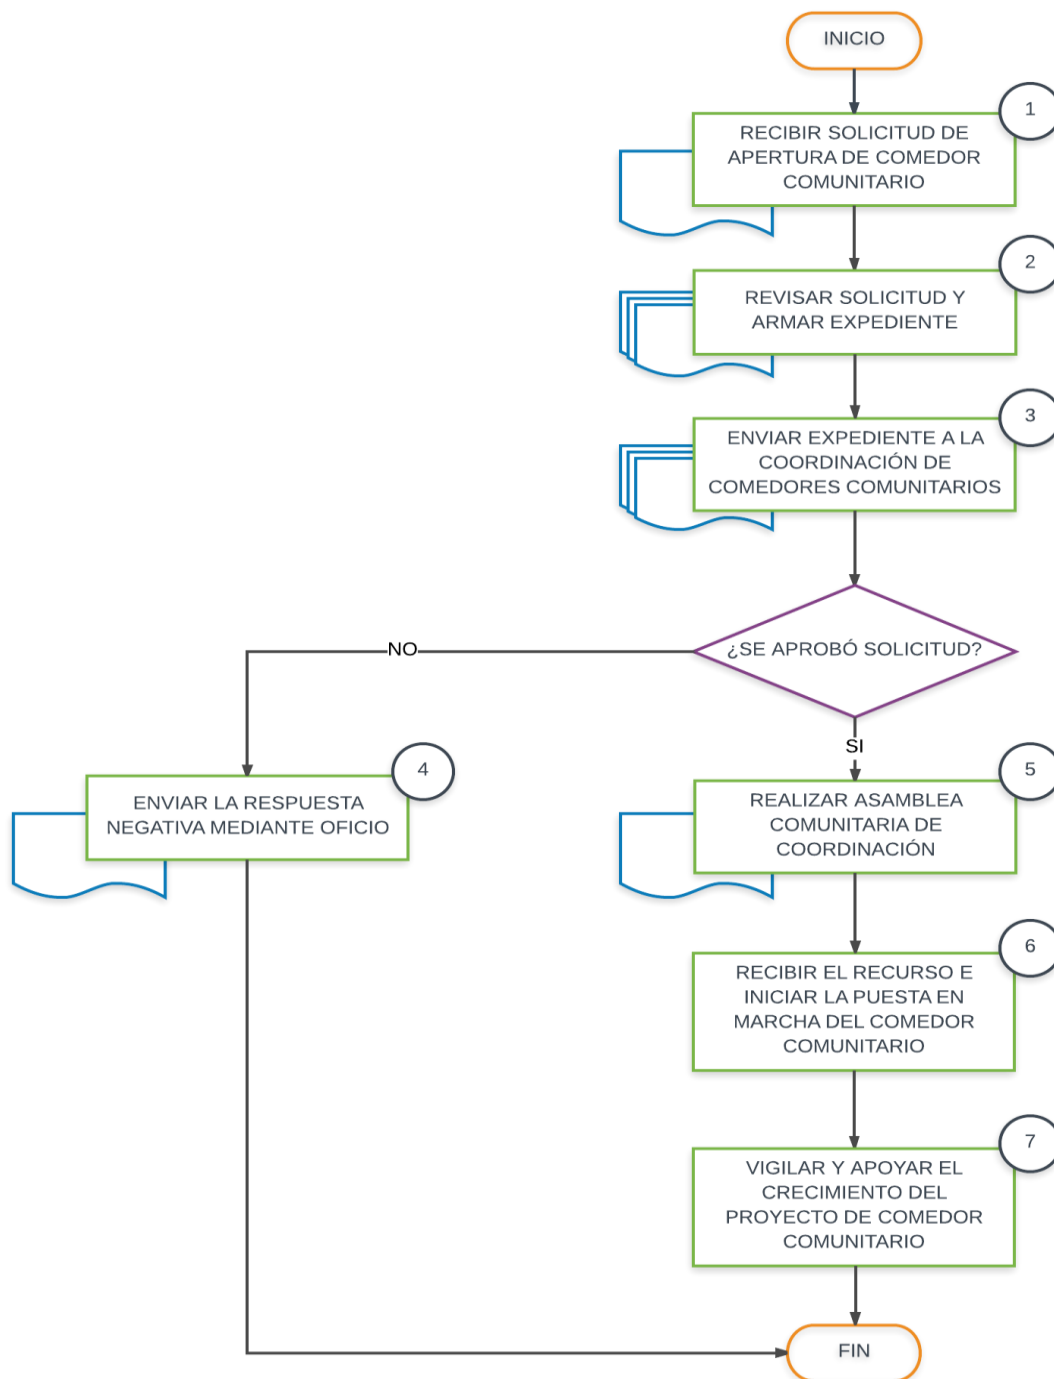 INICIO
1
RECIBIR SOLICITUD DE
APERTURA DE COMEDOR
COMUNITARIO
2
REVISAR SOLICITUD Y
ARMAR EXPEDIENTE
3
ENVIAR EXPEDIENTE A LA
COORDINACIÓN DE
COMEDORES COMUNITARIOS
¿SE APROBÓ SOLICITUD?
NO
SI
4
ENVIAR LA RESPUESTA
NEGATIVA MEDIANTE OFICIO
5
REALIZAR ASAMBLEA
COMUNITARIA DE
COORDINACIÓN
6
RECIBIR EL RECURSO E
INICIAR LA PUESTA EN
MARCHA DEL COMEDOR
COMUNITARIO
7
VIGILAR Y APOYAR EL
CRECIMIENTO DEL
PROYECTO DE COMEDOR
COMUNITARIO
FIN